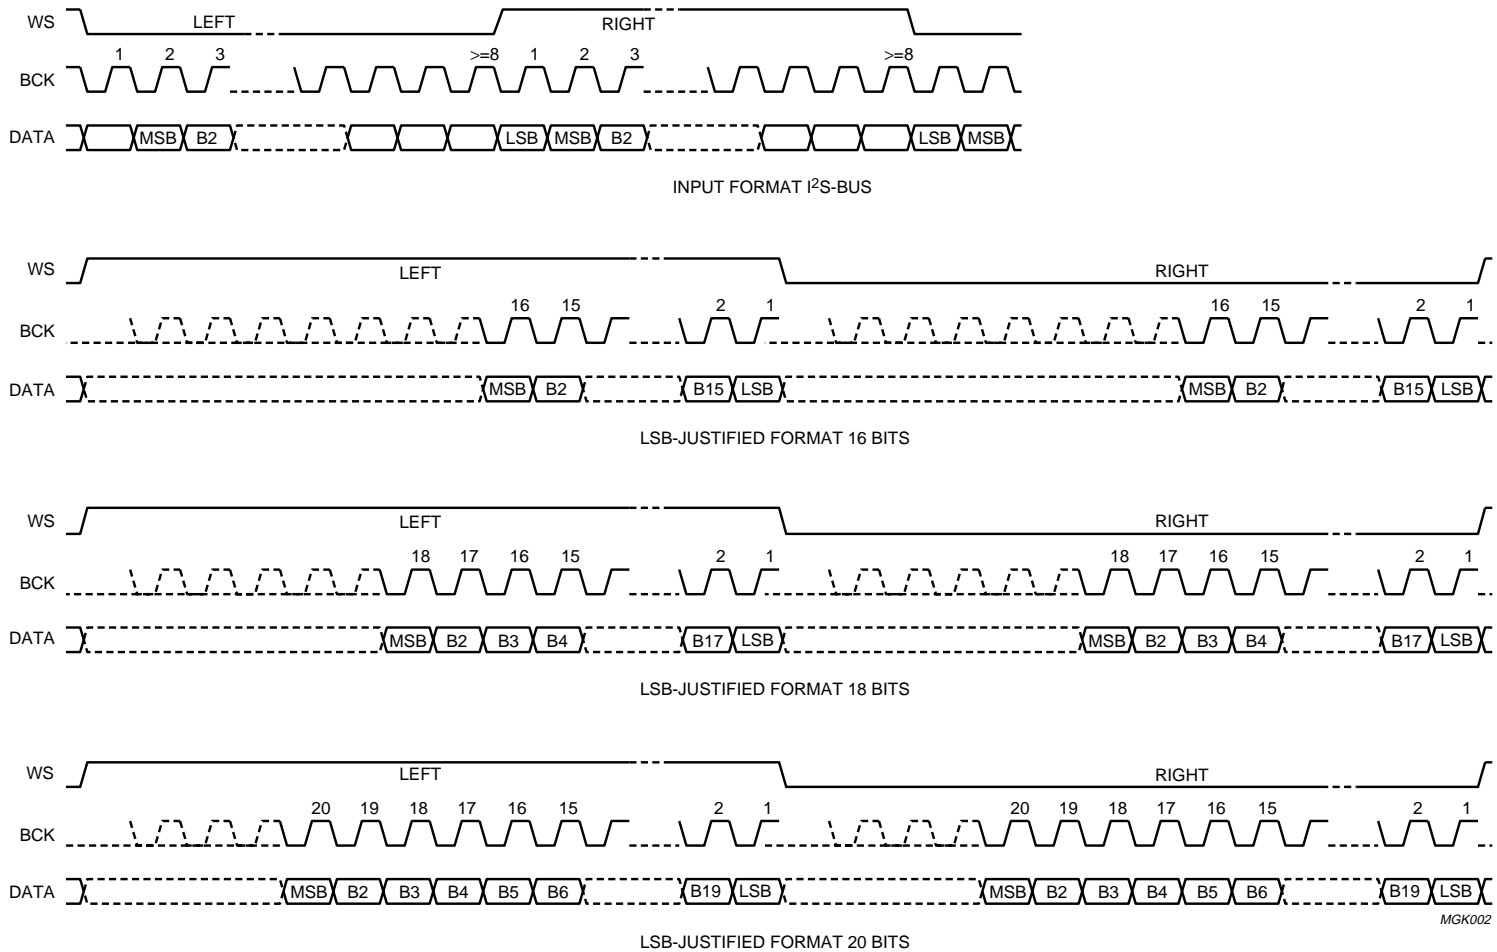 WS LEFT RIGHT
1 2 3 >=8 1 2 3 >=8
BCK
DATA MSB B2 LSB MSB B2 LSB MSB
INPUT FORMAT I²S-BUS
WS LEFT RIGHT
16 15 2 1 16 15 2 1
BCK
DATA MSB B2 B15 LSB MSB B2 B15 LSB
LSB-JUSTIFIED FORMAT 16 BITS
WS LEFT RIGHT
18 17 16 15 2 1 18 17 16 15 2 1
BCK
DATA MSB B2 B3 B4 B17 LSB MSB B2 B3 B4 B17 LSB
LSB-JUSTIFIED FORMAT 18 BITS
WS LEFT RIGHT
20 19 18 17 16 15 2 1 20 19 18 17 16 15 2 1
BCK
DATA MSB B2 B3 B4 B5 B6 B19 LSB MSB B2 B3 B4 B5 B6 B19 LSB
MGK002
LSB-JUSTIFIED FORMAT 20 BITS